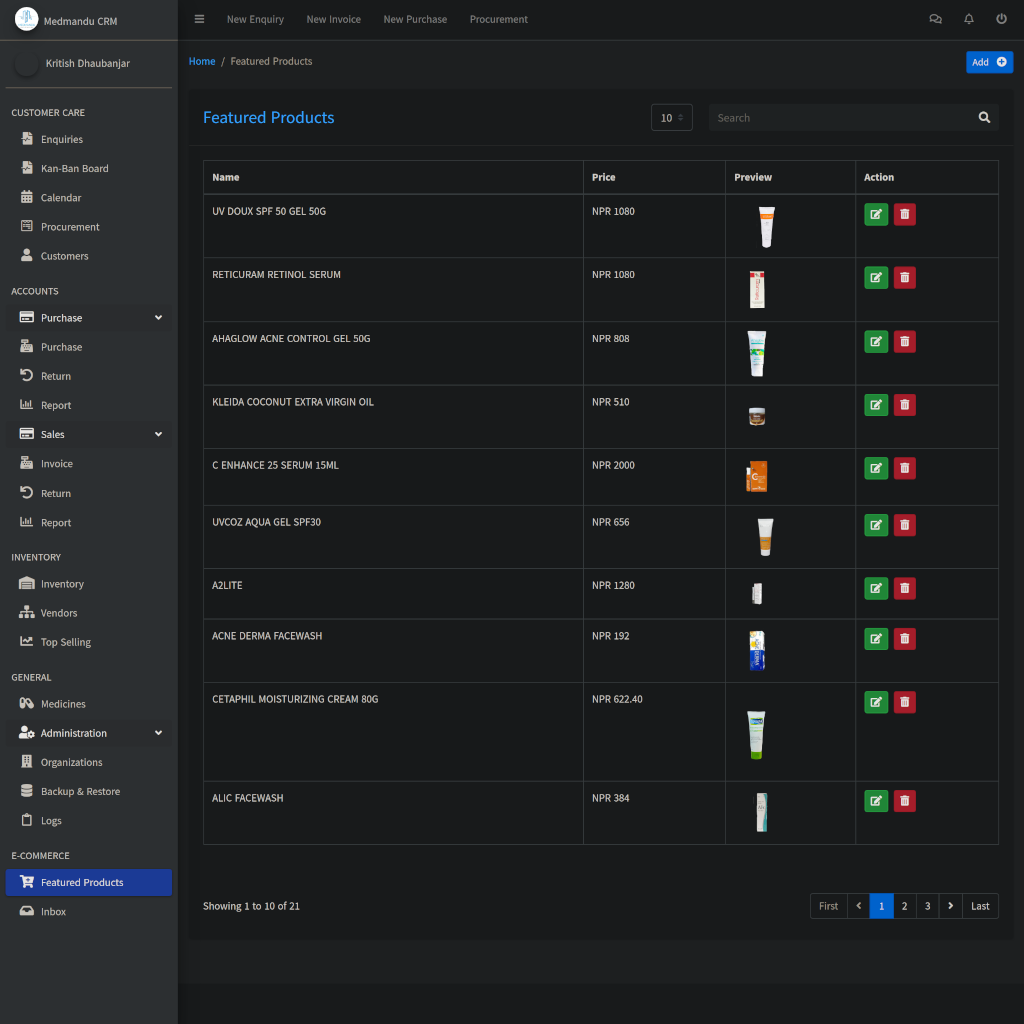 Medmandu CRM
New Enquiry
New Invoice
New Purchase
Procurement
Kritish Dhaubanjar
Home / Featured Products
Add
CUSTOMER CARE
Enquiries
Kan-Ban Board
Calendar
Procurement
Customers
ACCOUNTS
Purchase
Purchase
Return
Report
Sales
Invoice
Return
Report
INVENTORY
Inventory
Vendors
Top Selling
GENERAL
Medicines
Administration
Organizations
Backup & Restore
Logs
E-COMMERCE
Featured Products
Inbox
Featured Products
10
Search
Name Price Preview Action
UV DOUX SPF 50 GEL 50G NPR 1080
RETICURAM RETINOL SERUM NPR 1080
AHAGLOW ACNE CONTROL GEL 50G NPR 808
KLEIDA COCONUT EXTRA VIRGIN OIL NPR 510
C ENHANCE 25 SERUM 15ML NPR 2000
UVCOZ AQUA GEL SPF30 NPR 656
A2LITE NPR 1280
ACNE DERMA FACEWASH NPR 192
CETAPHIL MOISTURIZING CREAM 80G NPR 622.40
ALIC FACEWASH NPR 384
Showing 1 to 10 of 21
First 1 2 3 Last